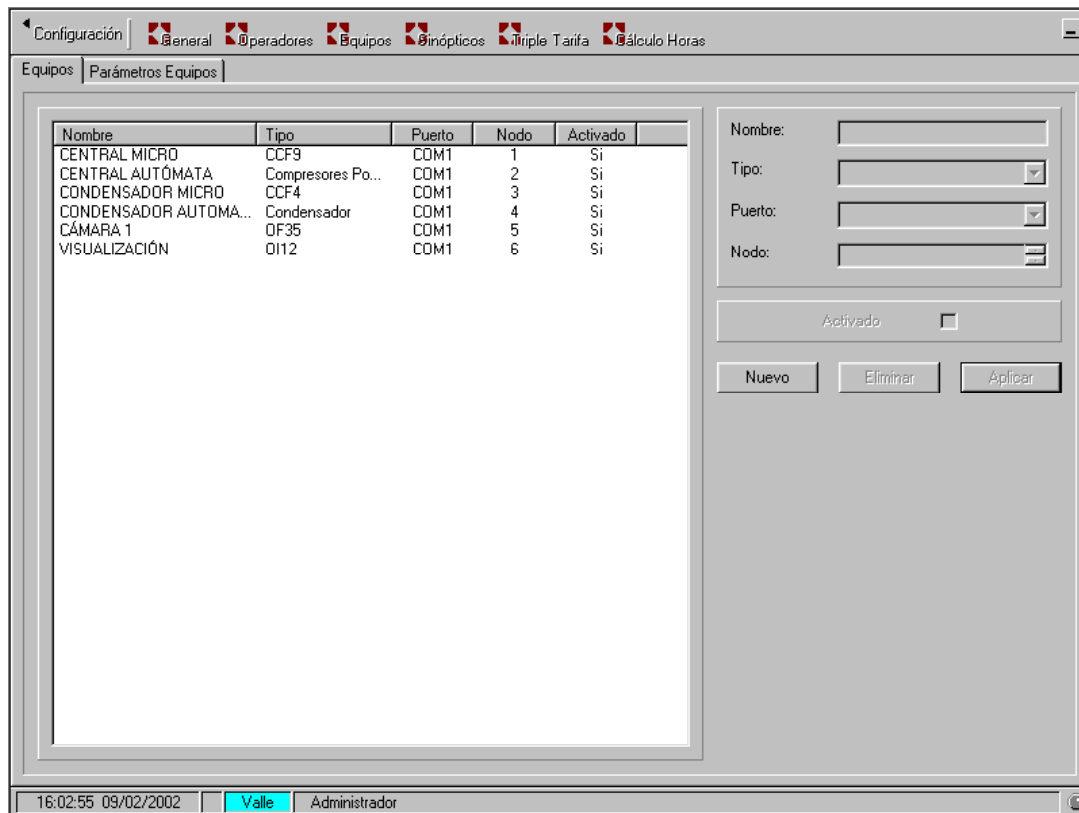 Configuración General Operadores Equipos Sinópticos Triple Tarifa Cálculo Horas
Equipos Parámetros Equipos
Nombre Tipo Puerto Nodo Activado
CENTRAL MICRO CCF9 COM1 1 Si
CENTRAL AUTÓMATA Compresores Po... COM1 2 Si
CONDENSADOR MICRO CCF4 COM1 3 Si
CONDENSADOR AUTOMA... Condensador COM1 4 Si
CÁMARA 1 OF35 COM1 5 Si
VISUALIZACIÓN OI12 COM1 6 Si
Nombre:
Tipo:
Puerto:
Nodo:
Activado
Nuevo Eliminar Aplicar
16:02:55 09/02/2002 Valle Administrador